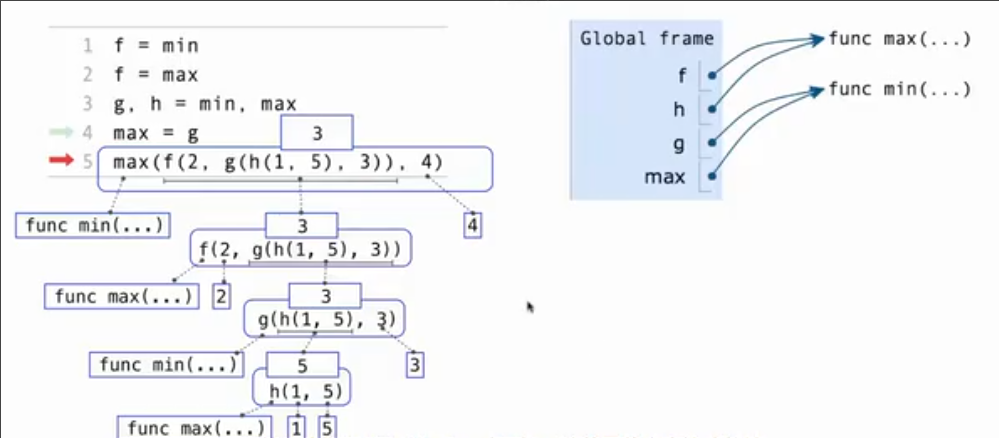 1 f = min
2 f = max
3 g, h = min, max
4 max = g
3
5 max(f(2, g(h(1, 5), 3)), 4)
func min(...)
3
4
f(2, g(h(1, 5), 3))
func max(...)
2
3
g(h(1, 5), 3)
func min(...)
5
3
h(1, 5)
func max(...)
1
5
Global frame
f
h
g
max
func max(...)
func min(...)